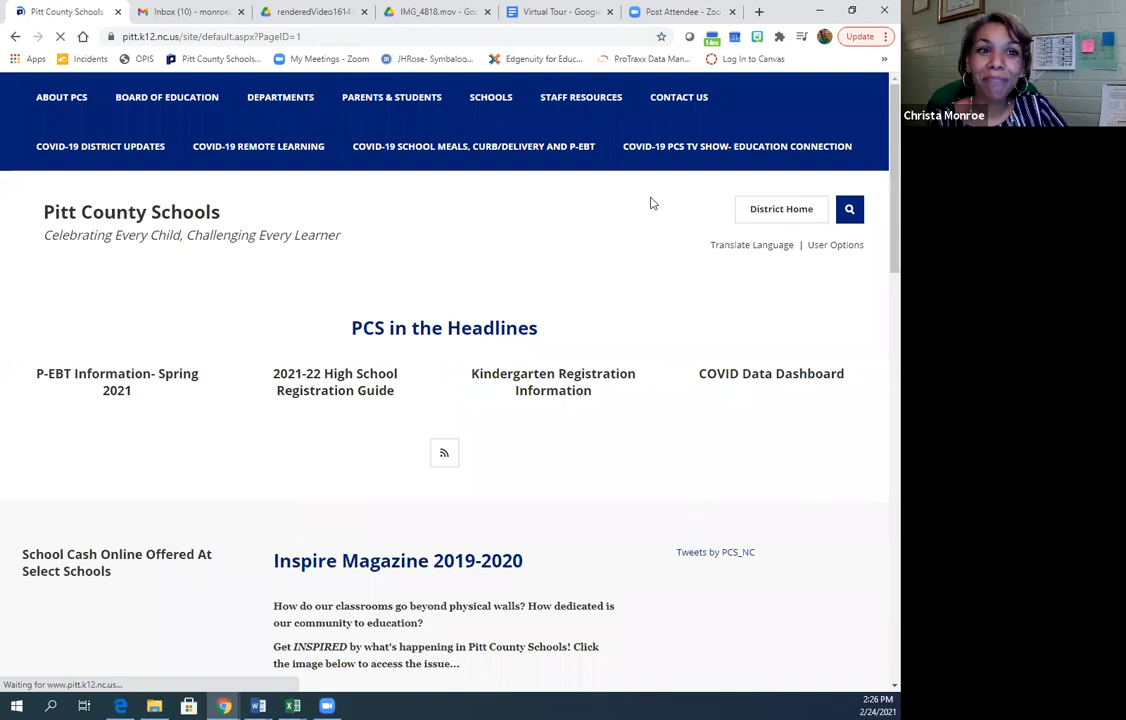 Pitt County Schools
Inbox (10) - monroe
renderedVideo1614
IMG_4818.mov - Goo
Virtual Tour - Google
Post Attendee - Zoo
pitt.k12.nc.us/site/default.aspx?PageID=1
14m
Update
Apps
Incidents
OPIS
Pitt County Schools...
My Meetings - Zoom
JHRose- Symbaloo...
Edgenuity for Educ...
ProTraxx Data Man...
Log In to Canvas
»
ABOUT PCS
BOARD OF EDUCATION
DEPARTMENTS
PARENTS & STUDENTS
SCHOOLS
STAFF RESOURCES
CONTACT US
COVID-19 DISTRICT UPDATES
COVID-19 REMOTE LEARNING
COVID-19 SCHOOL MEALS, CURB/DELIVERY AND P-EBT
COVID-19 PCS TV SHOW- EDUCATION CONNECTION
Christa Monroe
Pitt County Schools
Celebrating Every Child, Challenging Every Learner
District Home
Translate Language | User Options
PCS in the Headlines
P-EBT Information- Spring
2021
2021-22 High School
Registration Guide
Kindergarten Registration
Information
COVID Data Dashboard
School Cash Online Offered At
Select Schools
Inspire Magazine 2019-2020
How do our classrooms go beyond physical walls? How dedicated is
our community to education?
Get INSPIRED by what's happening in Pitt County Schools! Click
the image below to access the issue...
Tweets by PCS_NC
Waiting for www.pitt.k12.nc.us...
2:26 PM
2/24/2021